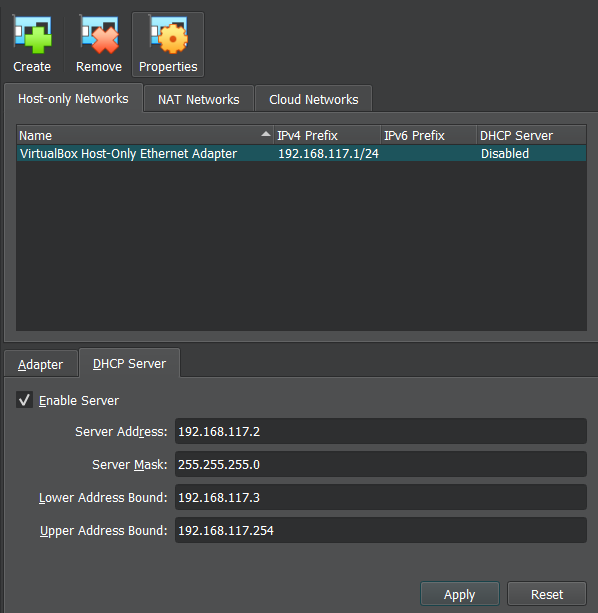 Create Remove Properties
Host-only Networks NAT Networks Cloud Networks
Name IPv4 Prefix IPv6 Prefix DHCP Server
VirtualBox Host-Only Ethernet Adapter 192.168.117.1/24 Disabled
Adapter DHCP Server
Enable Server
Server Address: 192.168.117.2
Server Mask: 255.255.255.0
Lower Address Bound: 192.168.117.3
Upper Address Bound: 192.168.117.254
Apply Reset